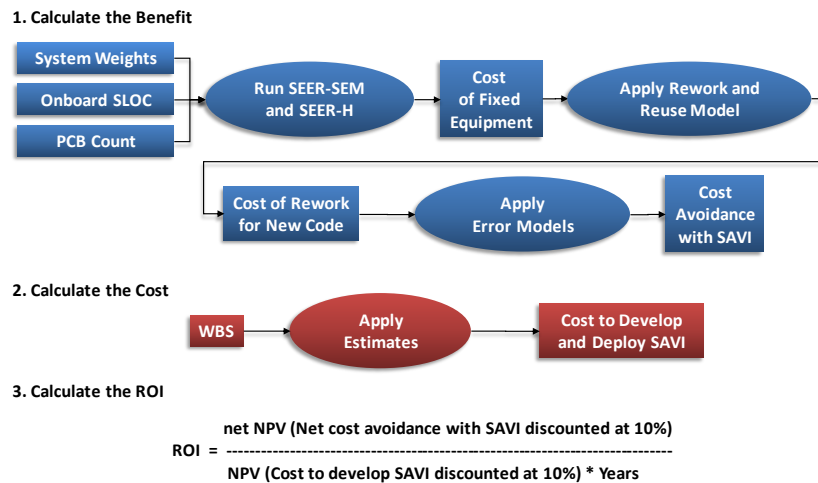 1. Calculate the Benefit
System Weights
Onboard SLOC
PCB Count
Run SEER-SEM
and SEER-H
Cost
of Fixed
Equipment
Apply Rework and
Reuse Model
Cost of Rework
for New Code
Apply
Error Models
Cost
Avoidance
with SAVI
2. Calculate the Cost
WBS
Apply
Estimates
Cost to Develop
and Deploy SAVI
3. Calculate the ROI
net NPV (Net cost avoidance with SAVI discounted at 10%)
ROI = ------------------------------------------------------------------------------
NPV (Cost to develop SAVI discounted at 10%) * Years